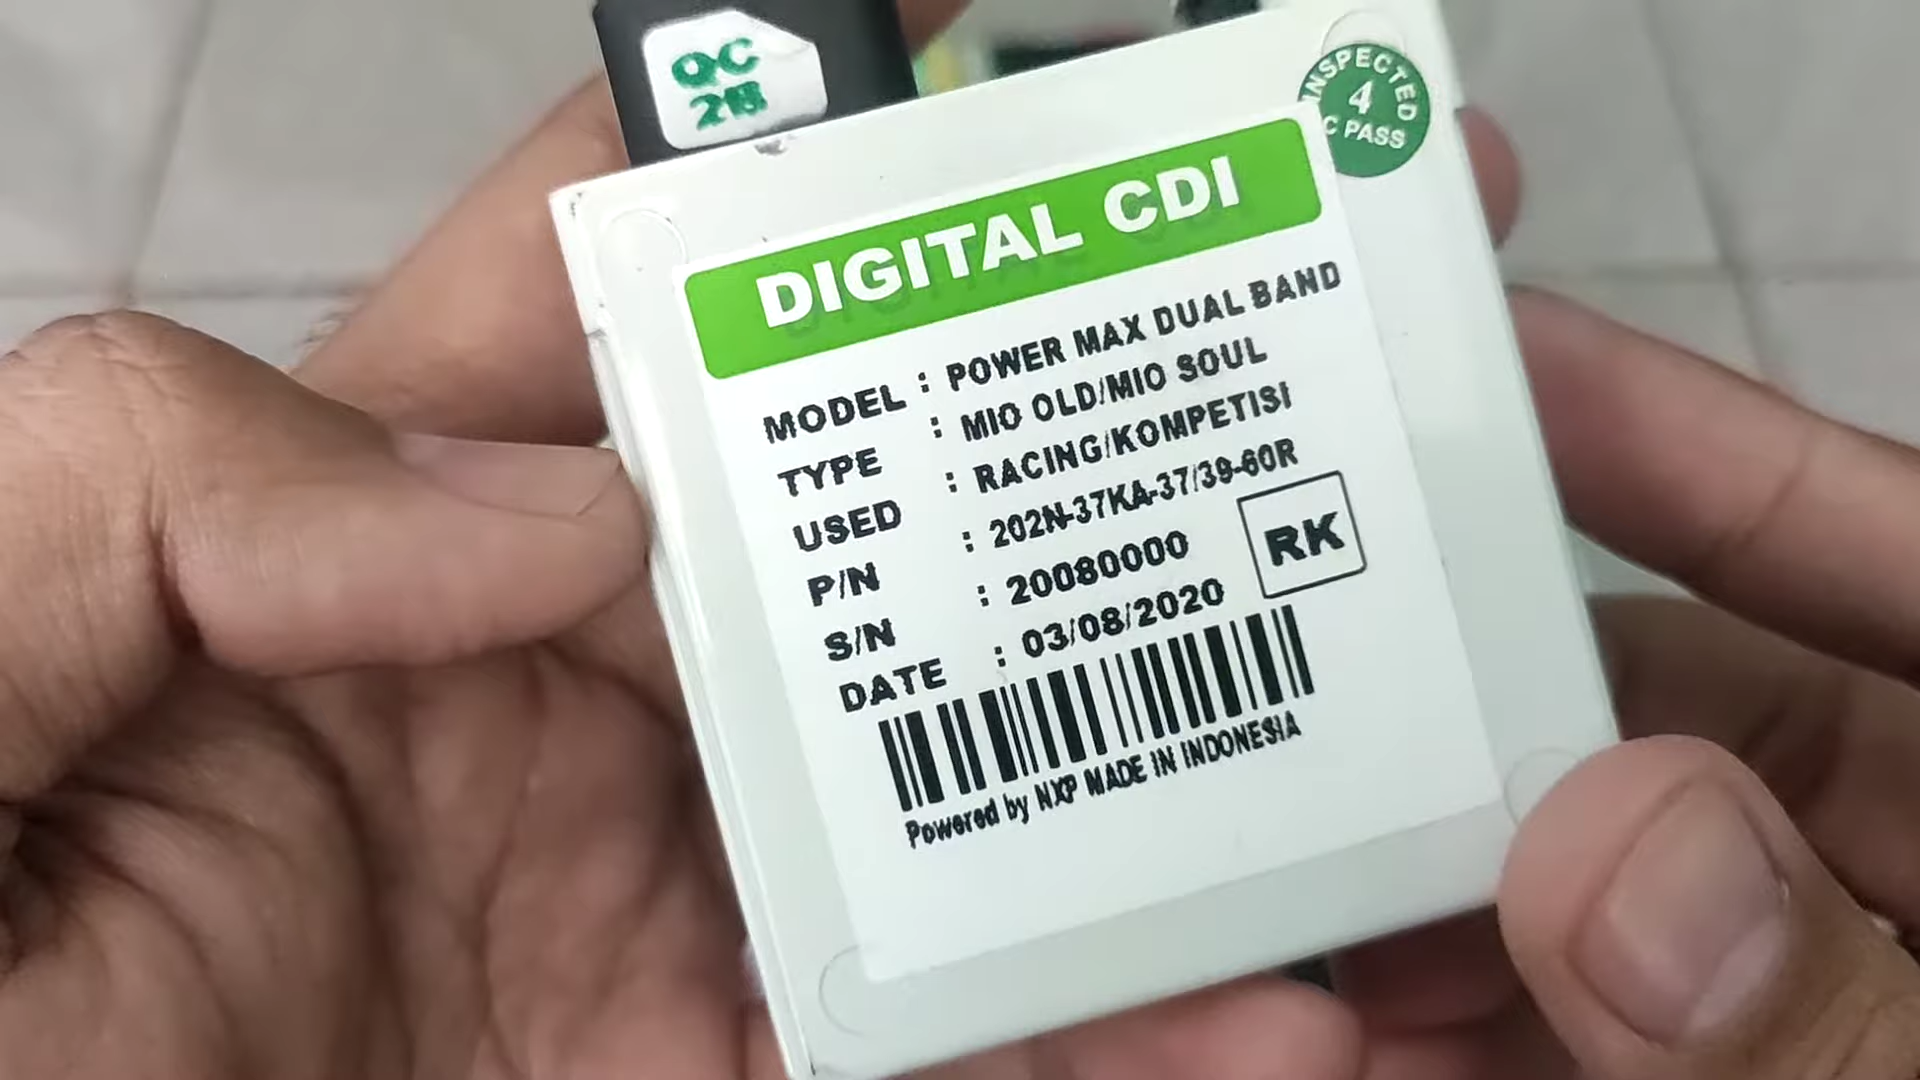 QC
2B
INSPECTED
4
C PASS
DIGITAL CDI
MODEL : POWER MAX DUAL BAND
TYPE : MIO OLD/MIO SOUL
USED : RACING/KOMPETISI
P/N : 202N-37KA-37/39-60R
S/N : 20080000
DATE : 03/08/2020
RK
Powered by NXP MADE IN INDONESIA